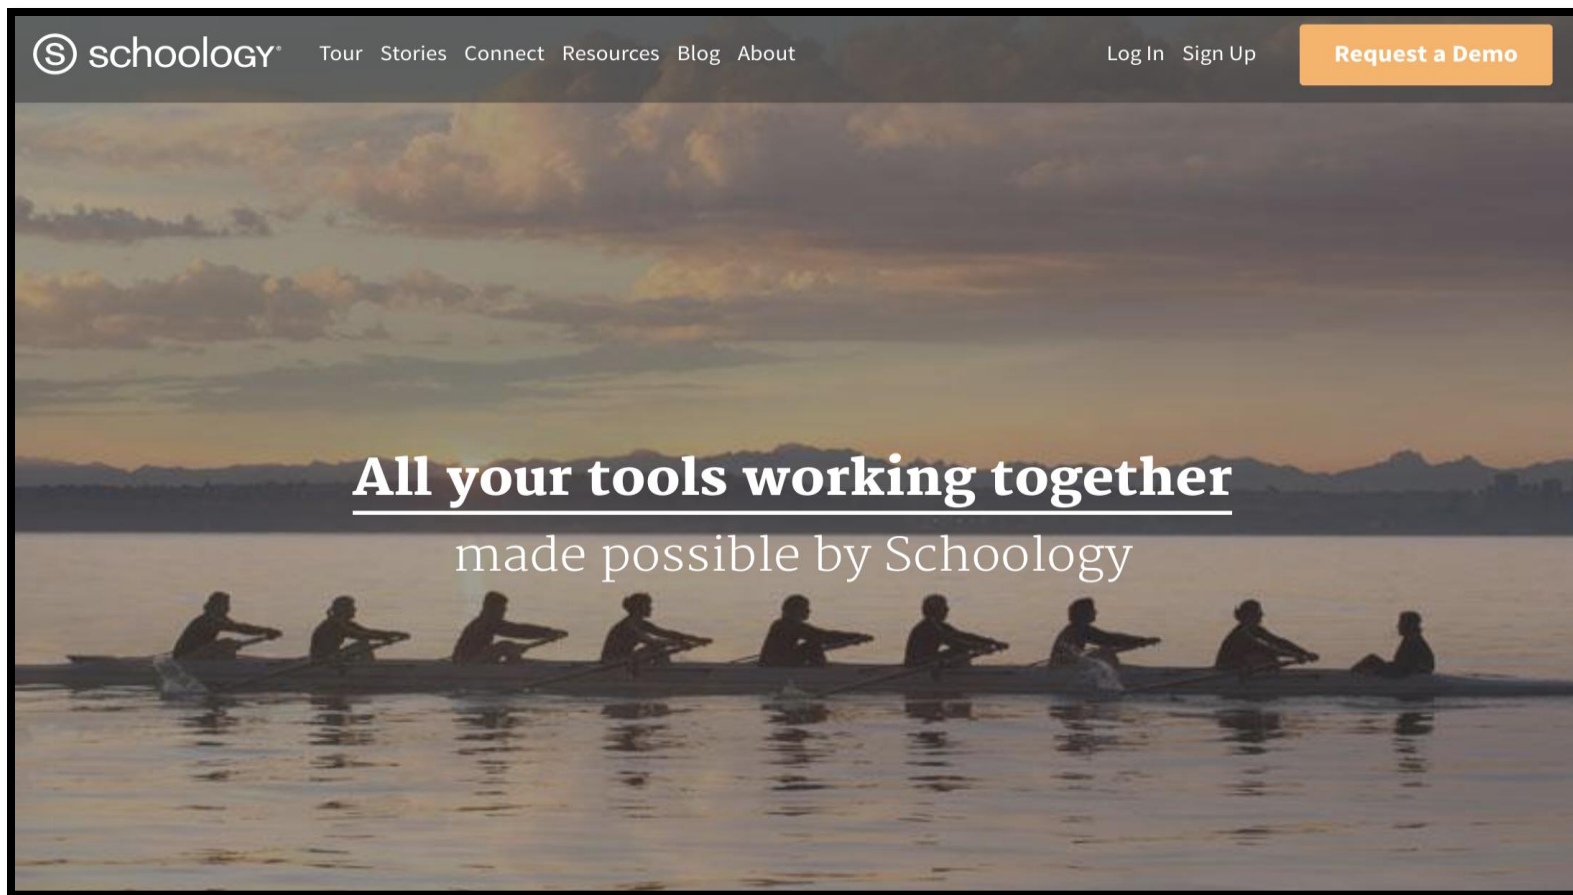 S schoology®
Tour Stories Connect Resources Blog About
Log In Sign Up
Request a Demo
All your tools working together
made possible by Schoology